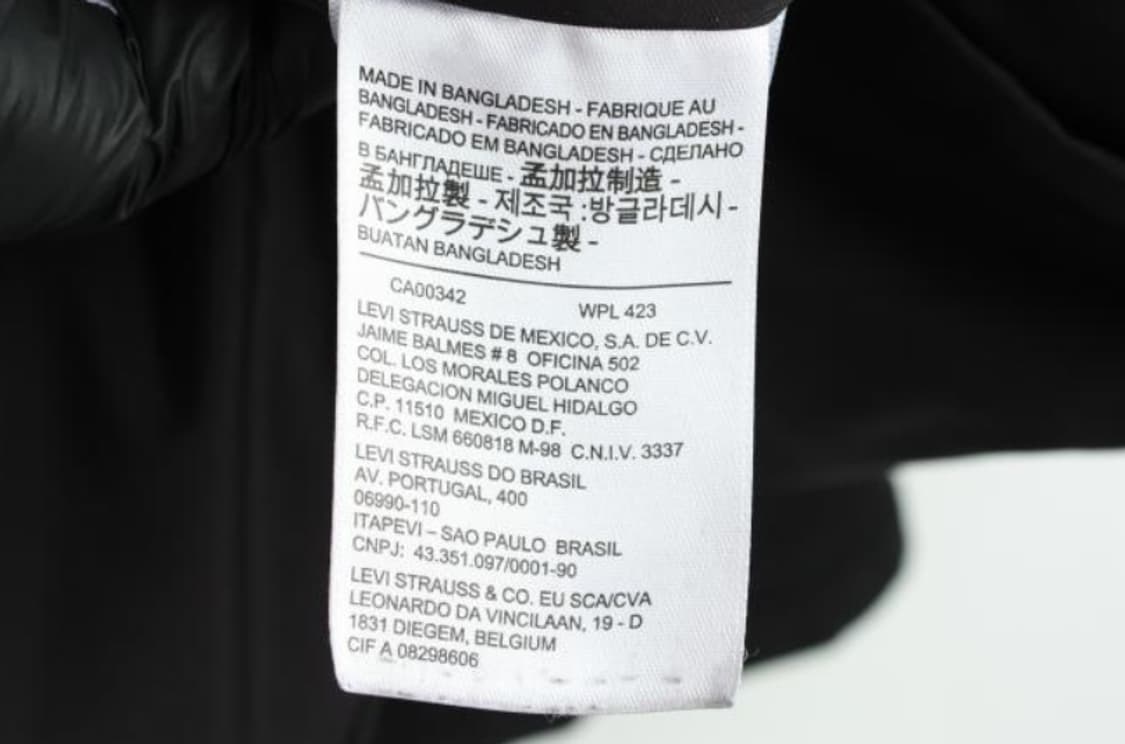 MADE IN BANGLADESH - FABRIQUE AU
BANGLADESH - FABRICADO EN BANGLADESH -
FABRICADO EM BANGLADESH - СДЕЛАНО
В БАНГЛАДЕШЕ - 孟加拉制造 -
孟加拉製 - 제조국 :방글라데시 -
バングラデシュ製 -
BUATAN BANGLADESH
CA00342 WPL 423
LEVI STRAUSS DE MEXICO, S.A. DE C.V.
JAIME BALMES # 8 OFICINA 502
COL. LOS MORALES POLANCO
DELEGACION MIGUEL HIDALGO
C.P. 11510 MEXICO D.F.
R.F.C. LSM 660818 M-98 C.N.I.V. 3337
LEVI STRAUSS DO BRASIL
AV. PORTUGAL, 400
06990-110
ITAPEVI – SAO PAULO BRASIL
CNPJ: 43.351.097/0001-90
LEVI STRAUSS & CO. EU SCA/CVA
LEONARDO DA VINCILAAN, 19 - D
1831 DIEGEM, BELGIUM
CIF A 08298606